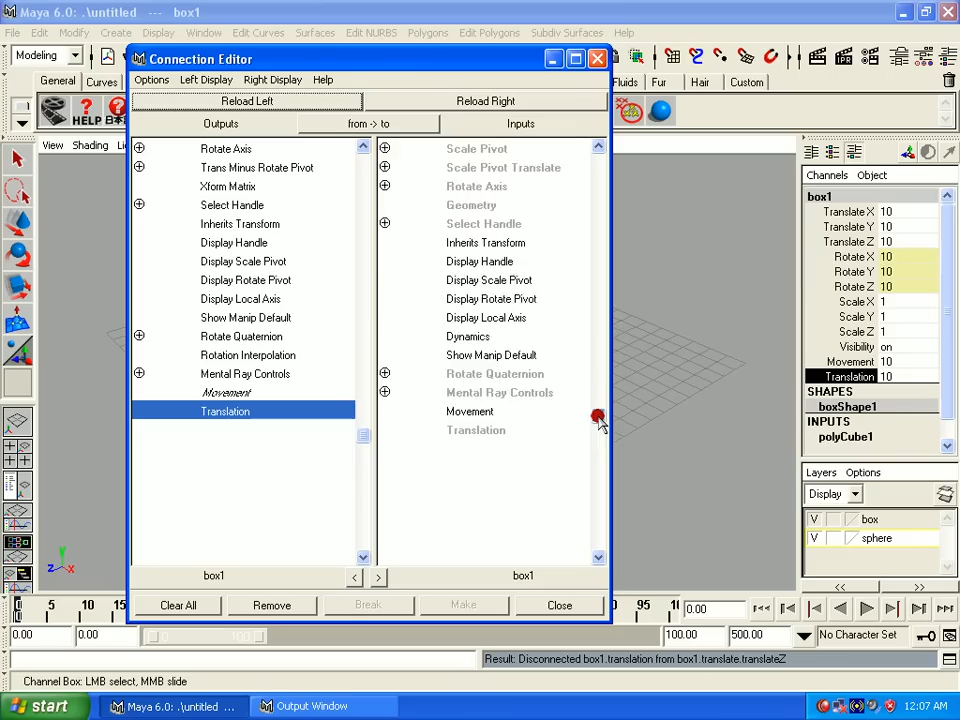 Maya 6.0: .\untitled --- box1
File Edit Modify Create Display Window Edit Curves Surfaces Edit NURBS Polygons Edit Polygons Subdiv Surfaces Help
Modeling
Connection Editor
General Curves Fluids Fur Hair Custom
Options Left Display Right Display Help
Reload Left Reload Right
HELP
Outputs from -> to Inputs
View Shading
Rotate Axis
Trans Minus Rotate Pivot
Xform Matrix
Select Handle
Inherits Transform
Display Handle
Display Scale Pivot
Display Rotate Pivot
Display Local Axis
Show Manip Default
Rotate Quaternion
Rotation Interpolation
Mental Ray Controls
Movement
Translation
Scale Pivot
Scale Pivot Translate
Rotate Axis
Geometry
Select Handle
Inherits Transform
Display Handle
Display Scale Pivot
Display Rotate Pivot
Display Local Axis
Dynamics
Show Manip Default
Rotate Quaternion
Mental Ray Controls
Movement
Translation
box1 < > box1
Clear All Remove Break Make Close
Channels Object
box1
Translate X 10
Translate Y 10
Translate Z 10
Rotate X 10
Rotate Y 10
Rotate Z 10
Scale X 1
Scale Y 1
Scale Z 1
Visibility on
Movement 10
Translation 10
SHAPES
boxShape1
INPUTS
polyCube1
Layers Options
Display
V box
V sphere
<< >>
y
z x
5 10 15 95 0.00
0.00 0.00 100 100.00 500.00 No Character Set
Result: Disconnected box1.translation from box1.translate.translateZ
Channel Box: LMB select, MMB slide
start Maya 6.0: .\untitled ... Output Window 12:07 AM